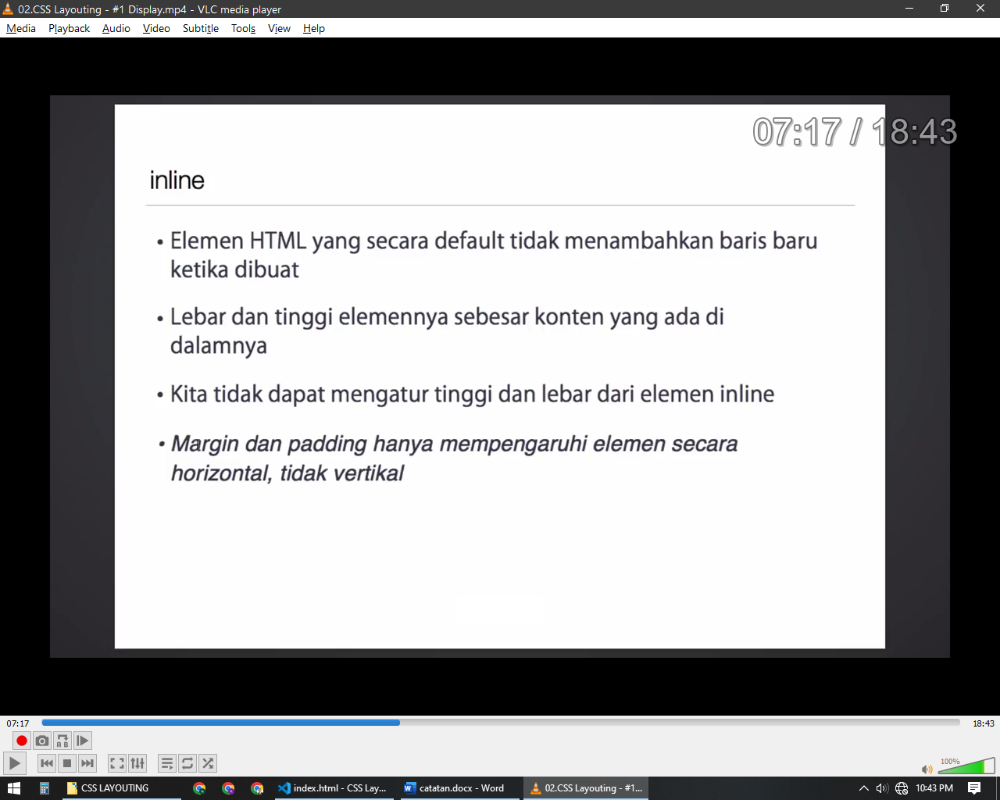 02.CSS Layouting - #1 Display.mp4 - VLC media player
Media Playback Audio Video Subtitle Tools View Help
07:17 / 18:43
inline
• Elemen HTML yang secara default tidak menambahkan baris baru
ketika dibuat
• Lebar dan tinggi elemennya sebesar konten yang ada di
dalamnya
• Kita tidak dapat mengatur tinggi dan lebar dari elemen inline
• Margin dan padding hanya mempengaruhi elemen secara
horizontal, tidak vertikal
07:17 18:43
A B
100%
CSS LAYOUTING index.html - CSS Lay... catatan.docx - Word 02.CSS Layouting - #1... 10:43 PM